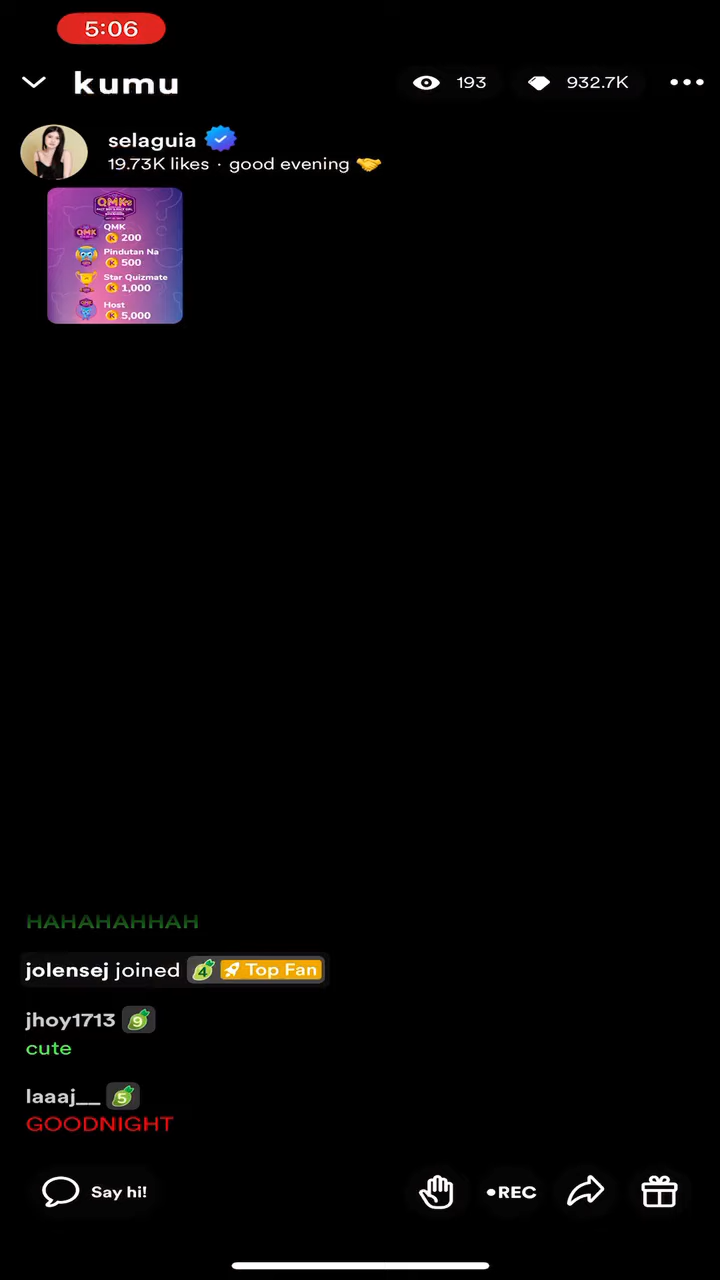 5:06
kumu
193
932.7K
selaguia
19.73K likes · good evening 🤝
QMKs
QMK
200
Pindutan Na
500
Star Quizmate
1,000
Host
5,000
HAHAHAHHAH
jolensej joined 4 Top Fan
jhoy1713 9
cute
laaaj__ 5
GOODNIGHT
Say hi!
•REC